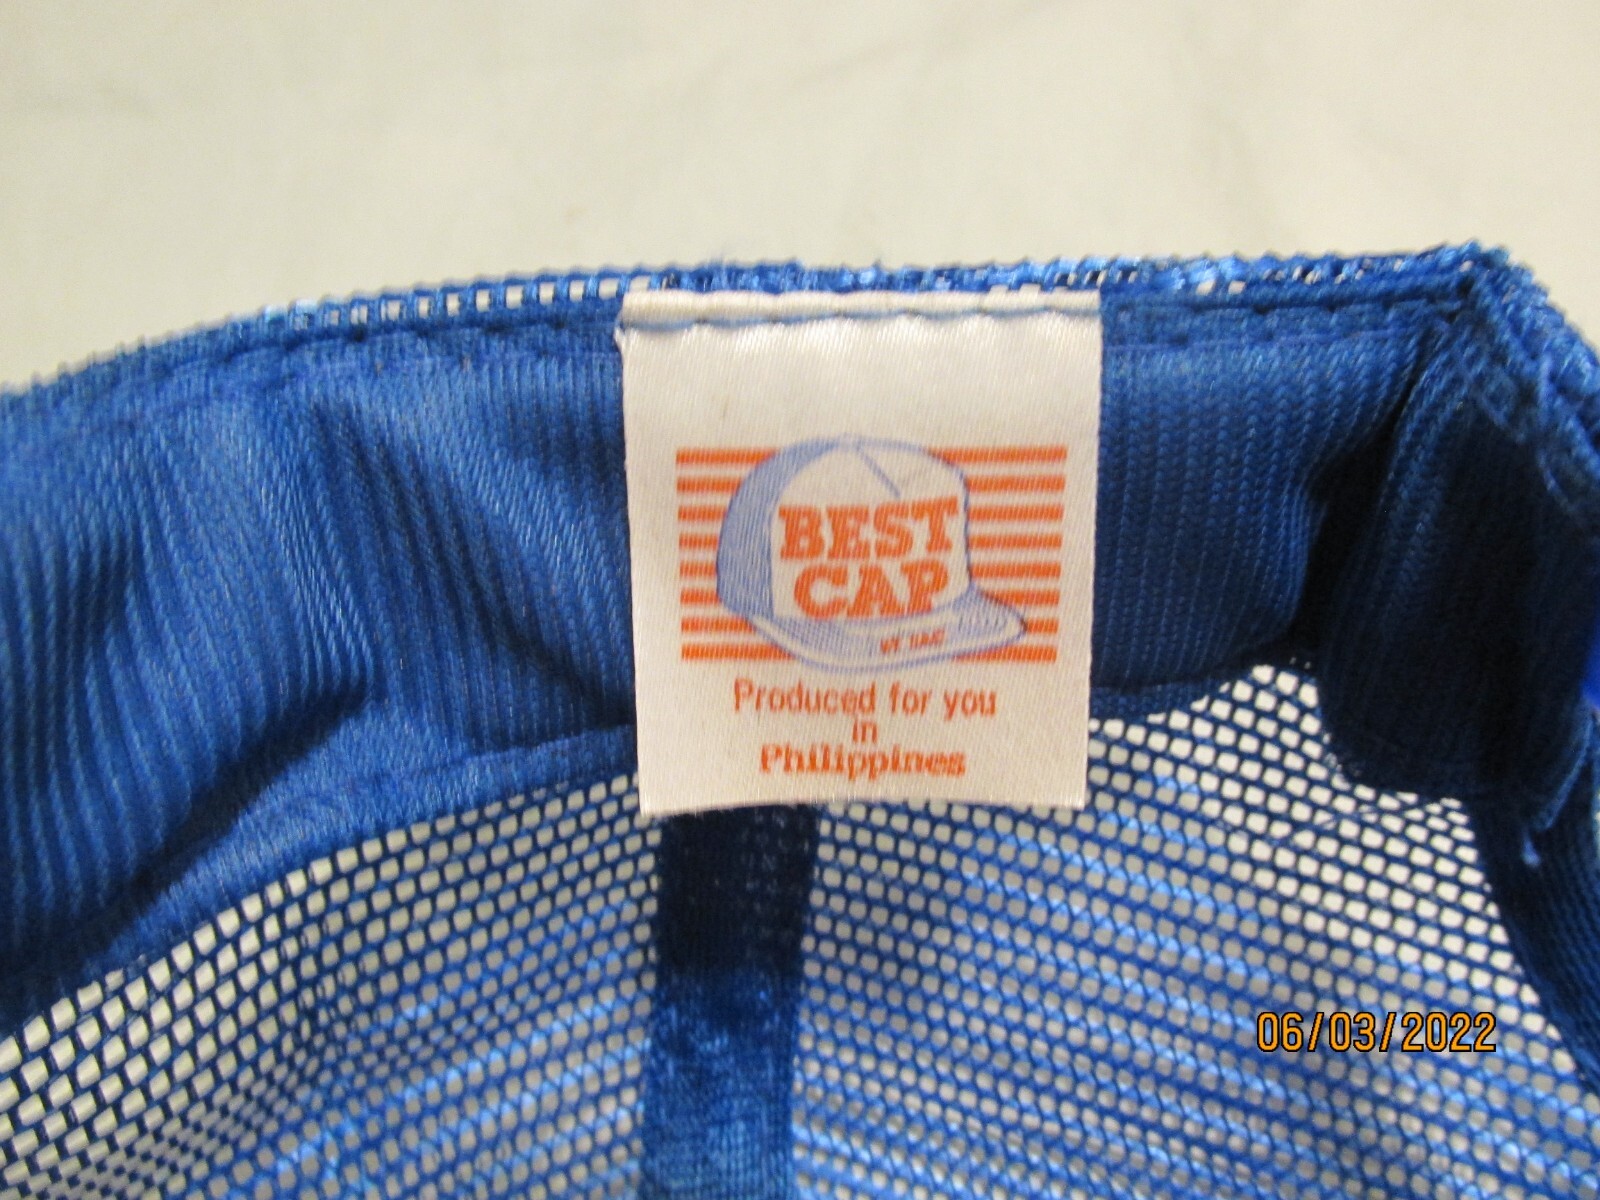 BEST
CAP
Produced for you
in
Philippines
06/03/2022